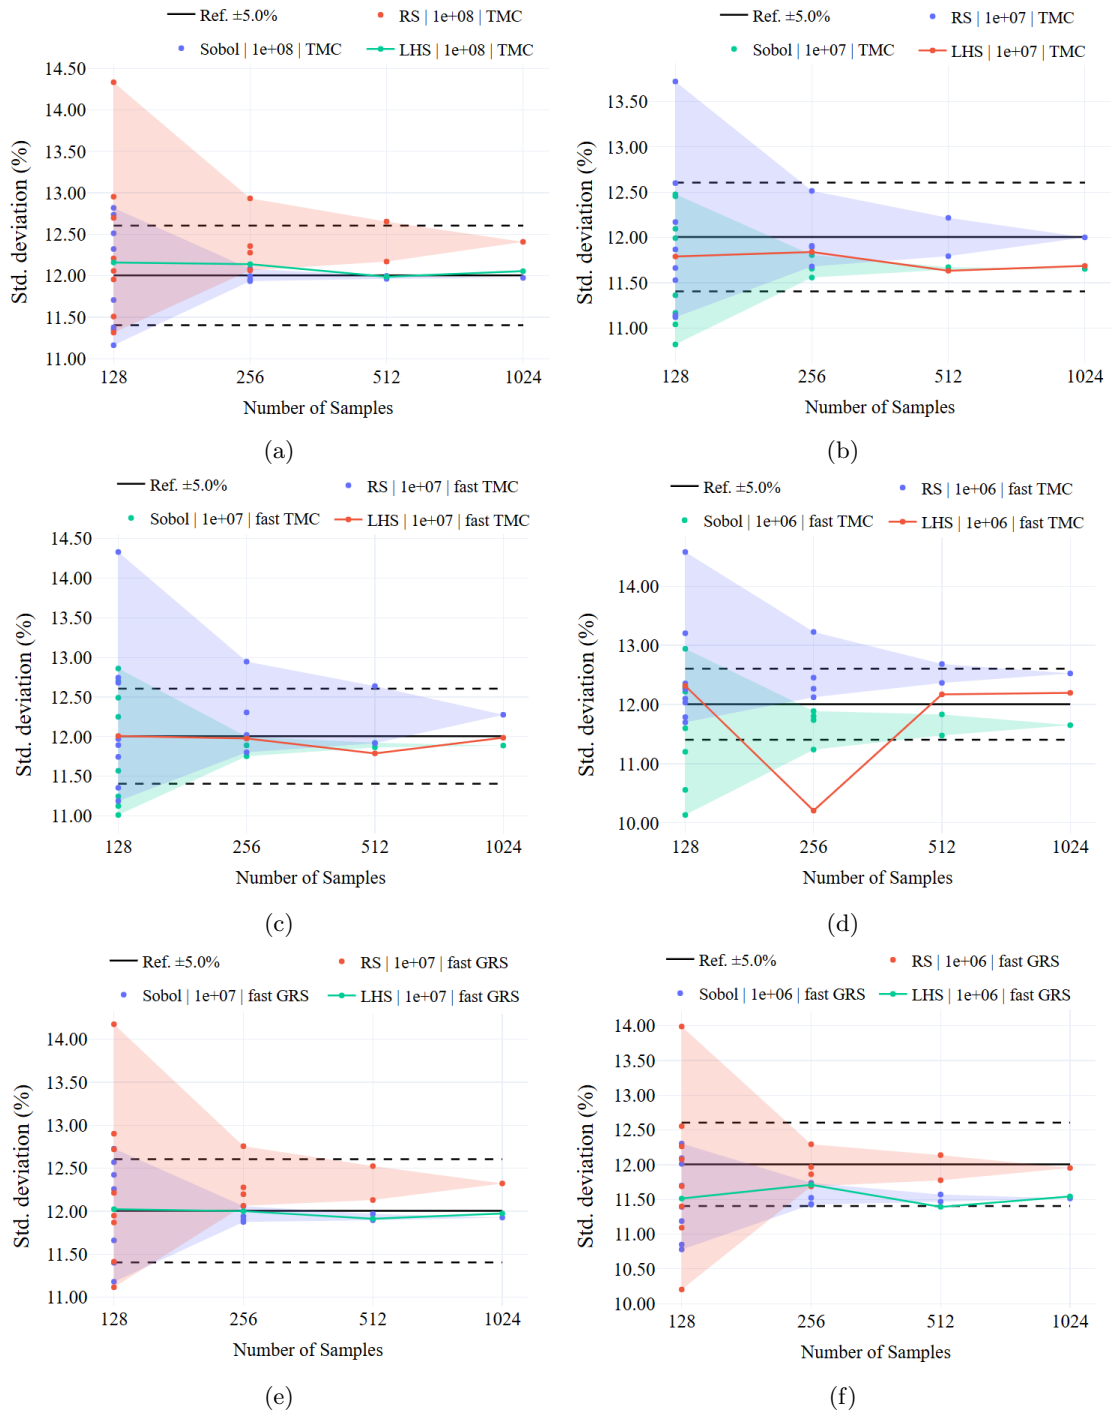 Ref. ±5.0%
RS | 1e+08 | TMC
Sobol | 1e+08 | TMC
LHS | 1e+08 | TMC
14.50
14.00
13.50
13.00
12.50
12.00
11.50
11.00
Std. deviation (%)
128
256
512
1024
Number of Samples
(a)
Ref. ±5.0%
RS | 1e+07 | TMC
Sobol | 1e+07 | TMC
LHS | 1e+07 | TMC
13.50
13.00
12.50
12.00
11.50
11.00
Std. deviation (%)
128
256
512
1024
Number of Samples
(b)
Ref. ±5.0%
RS | 1e+07 | fast TMC
Sobol | 1e+07 | fast TMC
LHS | 1e+07 | fast TMC
14.50
14.00
13.50
13.00
12.50
12.00
11.50
11.00
Std. deviation (%)
128
256
512
1024
Number of Samples
(c)
Ref. ±5.0%
RS | 1e+06 | fast TMC
Sobol | 1e+06 | fast TMC
LHS | 1e+06 | fast TMC
14.00
13.00
12.00
11.00
10.00
Std. deviation (%)
128
256
512
1024
Number of Samples
(d)
Ref. ±5.0%
RS | 1e+07 | fast GRS
Sobol | 1e+07 | fast GRS
LHS | 1e+07 | fast GRS
14.00
13.50
13.00
12.50
12.00
11.50
11.00
Std. deviation (%)
128
256
512
1024
Number of Samples
(e)
Ref. ±5.0%
RS | 1e+06 | fast GRS
Sobol | 1e+06 | fast GRS
LHS | 1e+06 | fast GRS
14.00
13.50
13.00
12.50
12.00
11.50
11.00
10.50
10.00
Std. deviation (%)
128
256
512
1024
Number of Samples
(f)